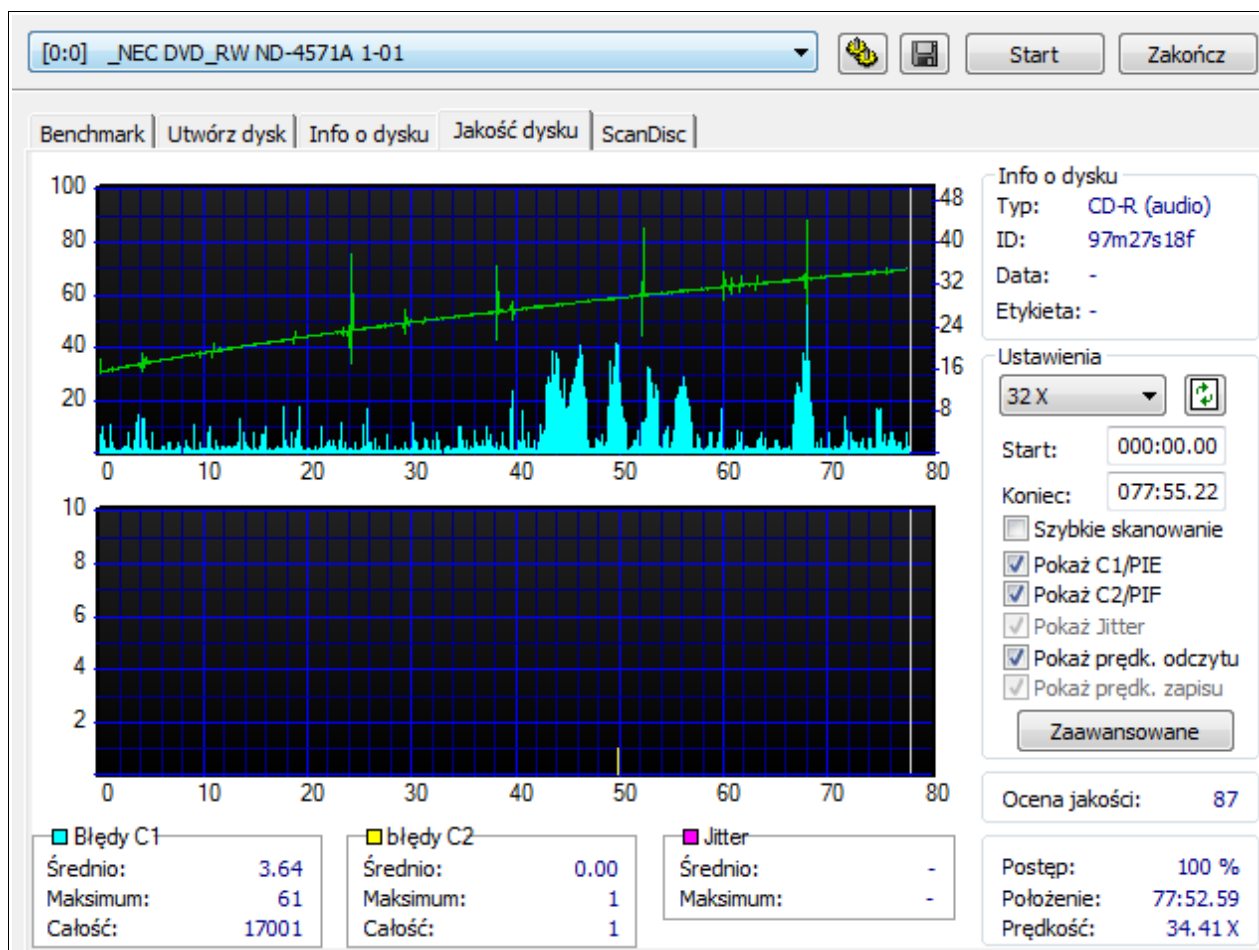 [0:0] _NEC DVD_RW ND-4571A 1-01
Start
Zakończ
Benchmark
Utwórz dysk
Info o dysku
Jakość dysku
ScanDisc
100
80
60
40
20
48
40
32
24
16
8
0 10 20 30 40 50 60 70 80
10
8
6
4
2
0 10 20 30 40 50 60 70 80
Błędy C1
Średnio: 3.64
Maksimum: 61
Całość: 17001
błędy C2
Średnio: 0.00
Maksimum: 1
Całość: 1
Jitter
Średnio: -
Maksimum: -
Info o dysku
Typ: CD-R (audio)
ID: 97m27s18f
Data: -
Etykieta: -
Ustawienia
32 X
Start: 000:00.00
Koniec: 077:55.22
Szybkie skanowanie
Pokaż C1/PIE
Pokaż C2/PIF
Pokaż Jitter
Pokaż prędk. odczytu
Pokaż prędk. zapisu
Zaawansowane
Ocena jakości: 87
Postęp: 100 %
Położenie: 77:52.59
Prędkość: 34.41 X